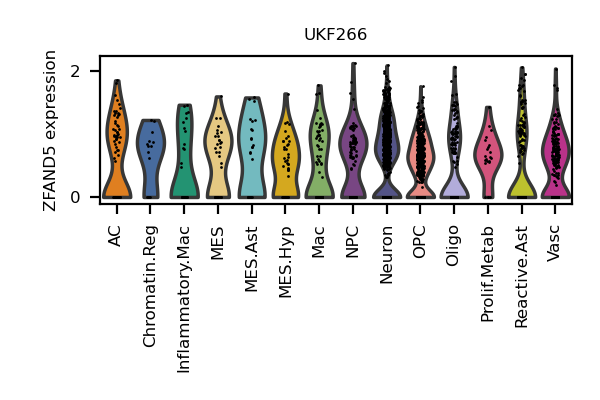 UKF266
ZFAND5 expression
2
0
AC
Chromatin.Reg
Inflammatory.Mac
MES
MES.Ast
MES.Hyp
Mac
NPC
Neuron
OPC
Oligo
Prolif.Metab
Reactive.Ast
Vasc